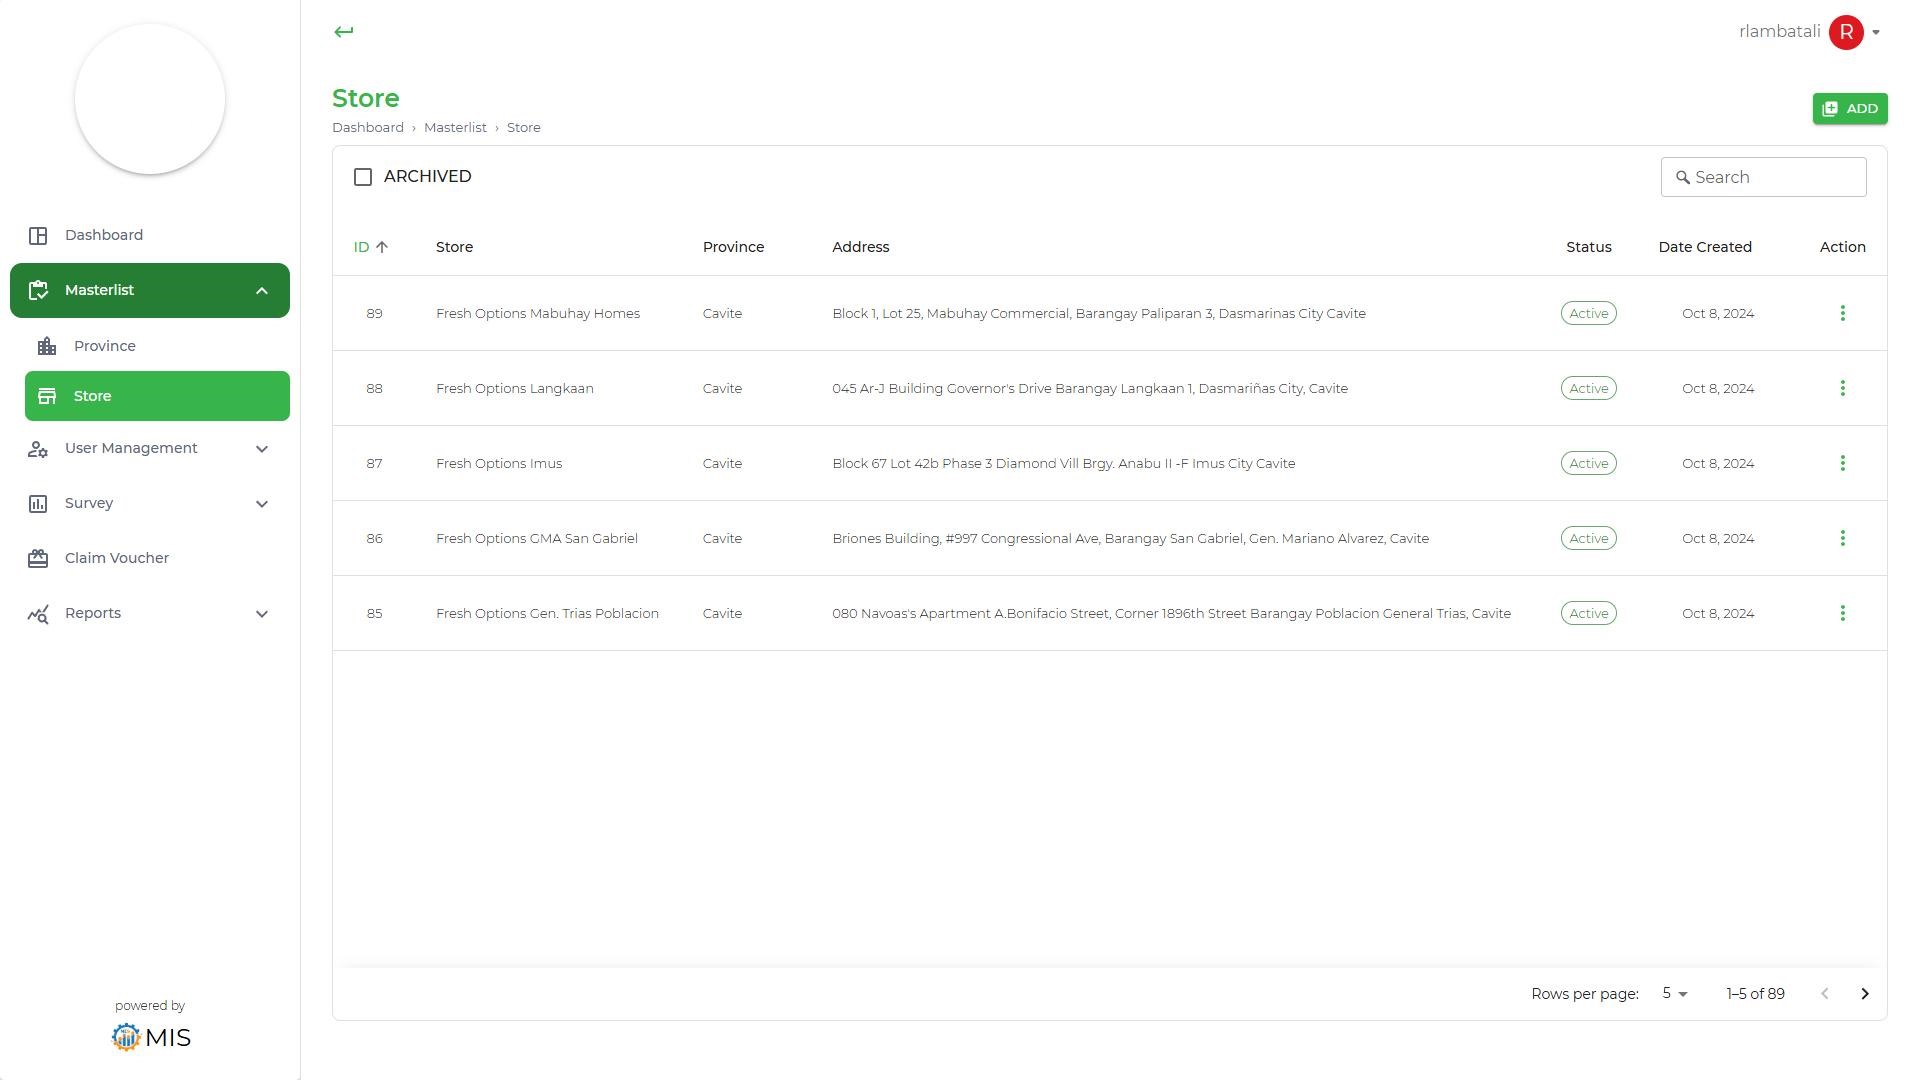 rlambatali
R
Store
ADD
Dashboard › Masterlist › Store
ARCHIVED
Search
Dashboard
Masterlist
Province
Store
User Management
Survey
Claim Voucher
Reports
ID Store Province Address Status Date Created Action
89 Fresh Options Mabuhay Homes Cavite Block 1, Lot 25, Mabuhay Commercial, Barangay Paliparan 3, Dasmarinas City Cavite Active Oct 8, 2024
88 Fresh Options Langkaan Cavite 045 Ar-J Building Governor's Drive Barangay Langkaan 1, Dasmariñas City, Cavite Active Oct 8, 2024
87 Fresh Options Imus Cavite Block 67 Lot 42b Phase 3 Diamond Vill Brgy. Anabu II -F Imus City Cavite Active Oct 8, 2024
86 Fresh Options GMA San Gabriel Cavite Briones Building, #997 Congressional Ave, Barangay San Gabriel, Gen. Mariano Alvarez, Cavite Active Oct 8, 2024
85 Fresh Options Gen. Trias Poblacion Cavite 080 Navoas's Apartment A.Bonifacio Street, Corner 1896th Street Barangay Poblacion General Trias, Cavite Active Oct 8, 2024
Rows per page: 5 1–5 of 89
powered by
MIS